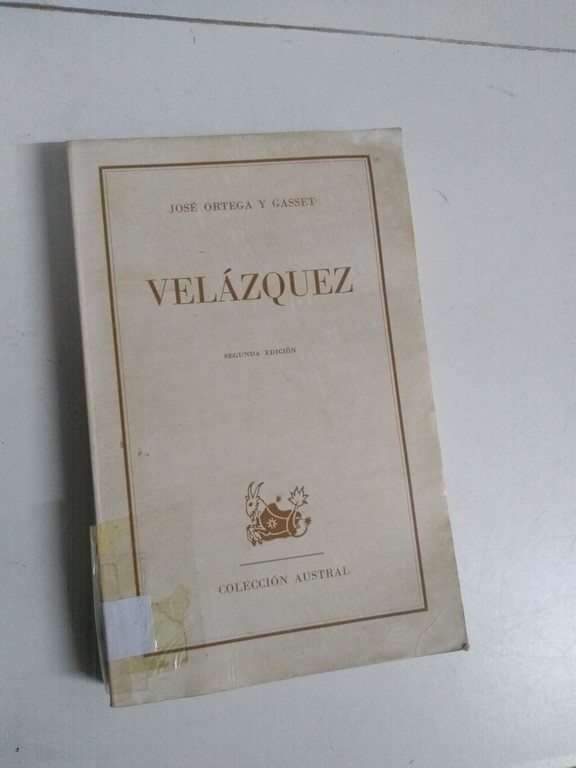 JOSÉ ORTEGA Y GASSET
VELÁZQUEZ
SEGUNDA EDICIÓN
COLECCIÓN AUSTRAL